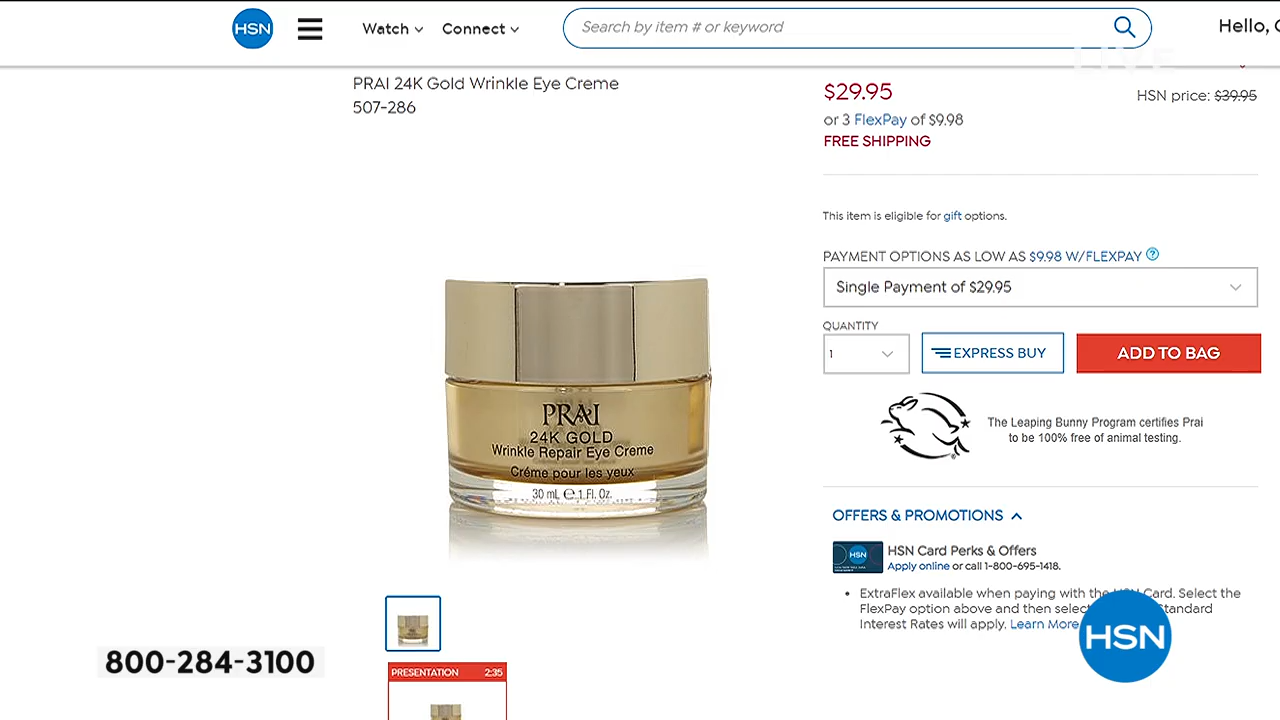 HSN
Watch
Connect
Search by item # or keyword
Hello,
LIVE
PRAI 24K Gold Wrinkle Eye Creme
507-286
$29.95
HSN price: $39.95
or 3 FlexPay of $9.98
FREE SHIPPING
This item is eligible for gift options.
PAYMENT OPTIONS AS LOW AS $9.98 W/FLEXPAY ?
Single Payment of $29.95
QUANTITY
1
EXPRESS BUY
ADD TO BAG
The Leaping Bunny Program certifies Prai
to be 100% free of animal testing.
PRAI
24K GOLD
Wrinkle Repair Eye Creme
Créme pour les yeux
30 mL ℮ 1 Fl. Oz.
OFFERS & PROMOTIONS
HSN
HSN Card Perks & Offers
Apply online or call 1-800-695-1418.
• ExtraFlex available when paying with the HSN Card. Select the
FlexPay option above and then select Standard
Interest Rates will apply. Learn More
HSN
800-284-3100
PRESENTATION 2:35